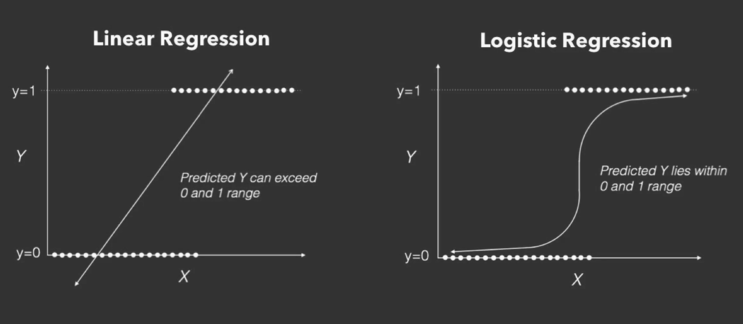 Linear Regression
y=1
Y
Predicted Y can exceed
0 and 1 range
y=0
X
Logistic Regression
y=1
Y
Predicted Y lies within
0 and 1 range
y=0
X